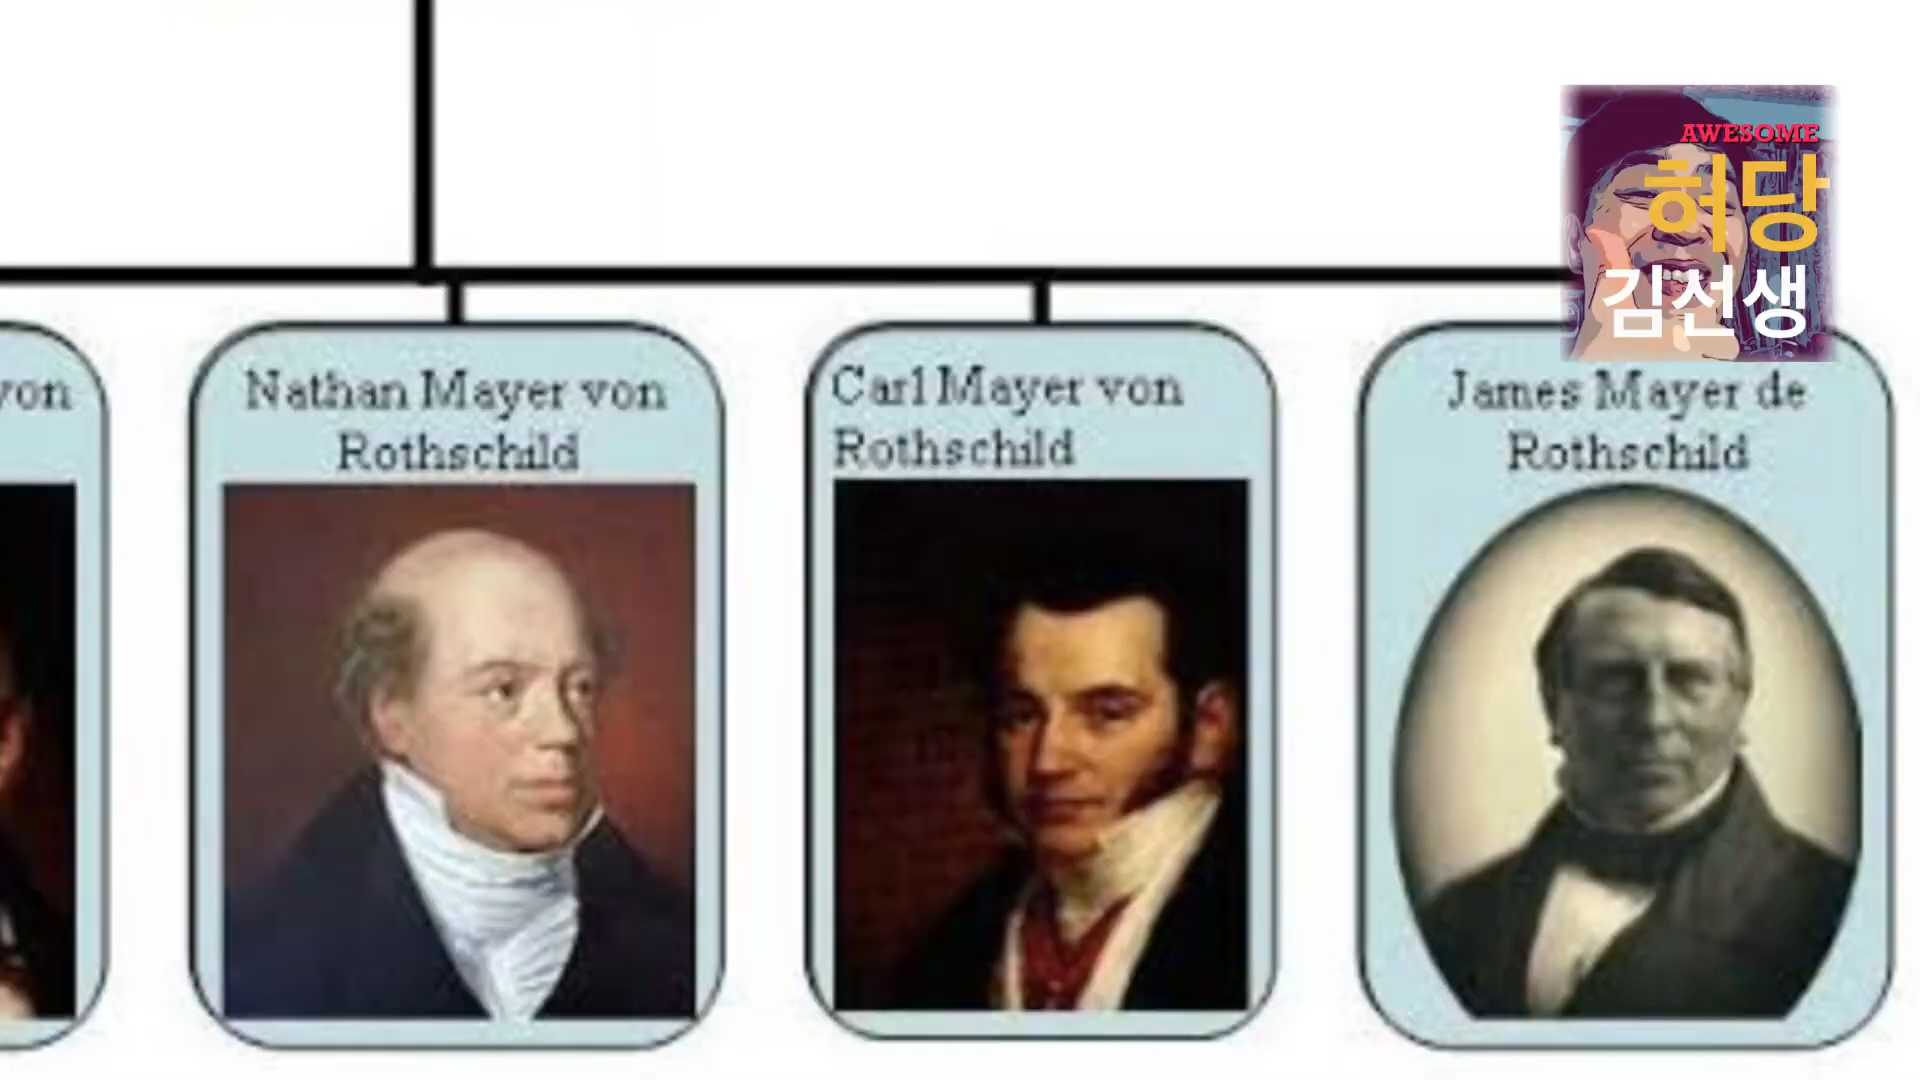 AWESOME
허당
김선생
von
Nathan Mayer von
Rothschild
Carl Mayer von
Rothschild
James Mayer de
Rothschild